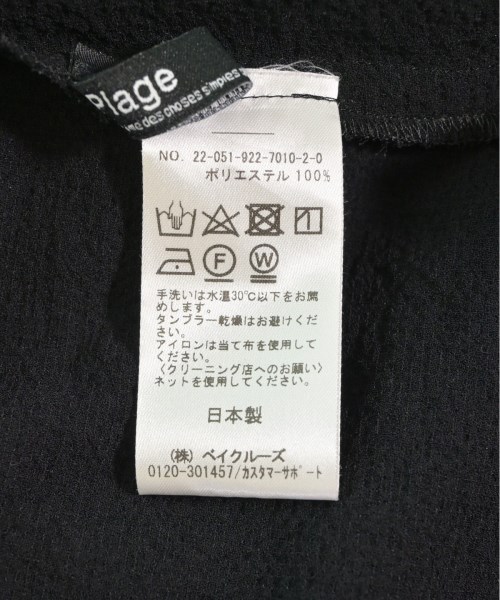 Plage
des choses simples
NO. 22-051-922-7010-2-0
ポリエステル 100%
F
W
手洗いは水温30℃以下をお薦
めします。
タンブラー乾燥はお避けくだ
さい。
アイロンは当て布を使用して
ください。
〈クリーニング店へのお願い〉
ネットを使用してください。
日本製
(株) ベイクルーズ
0120-301457/カスタマーサポート